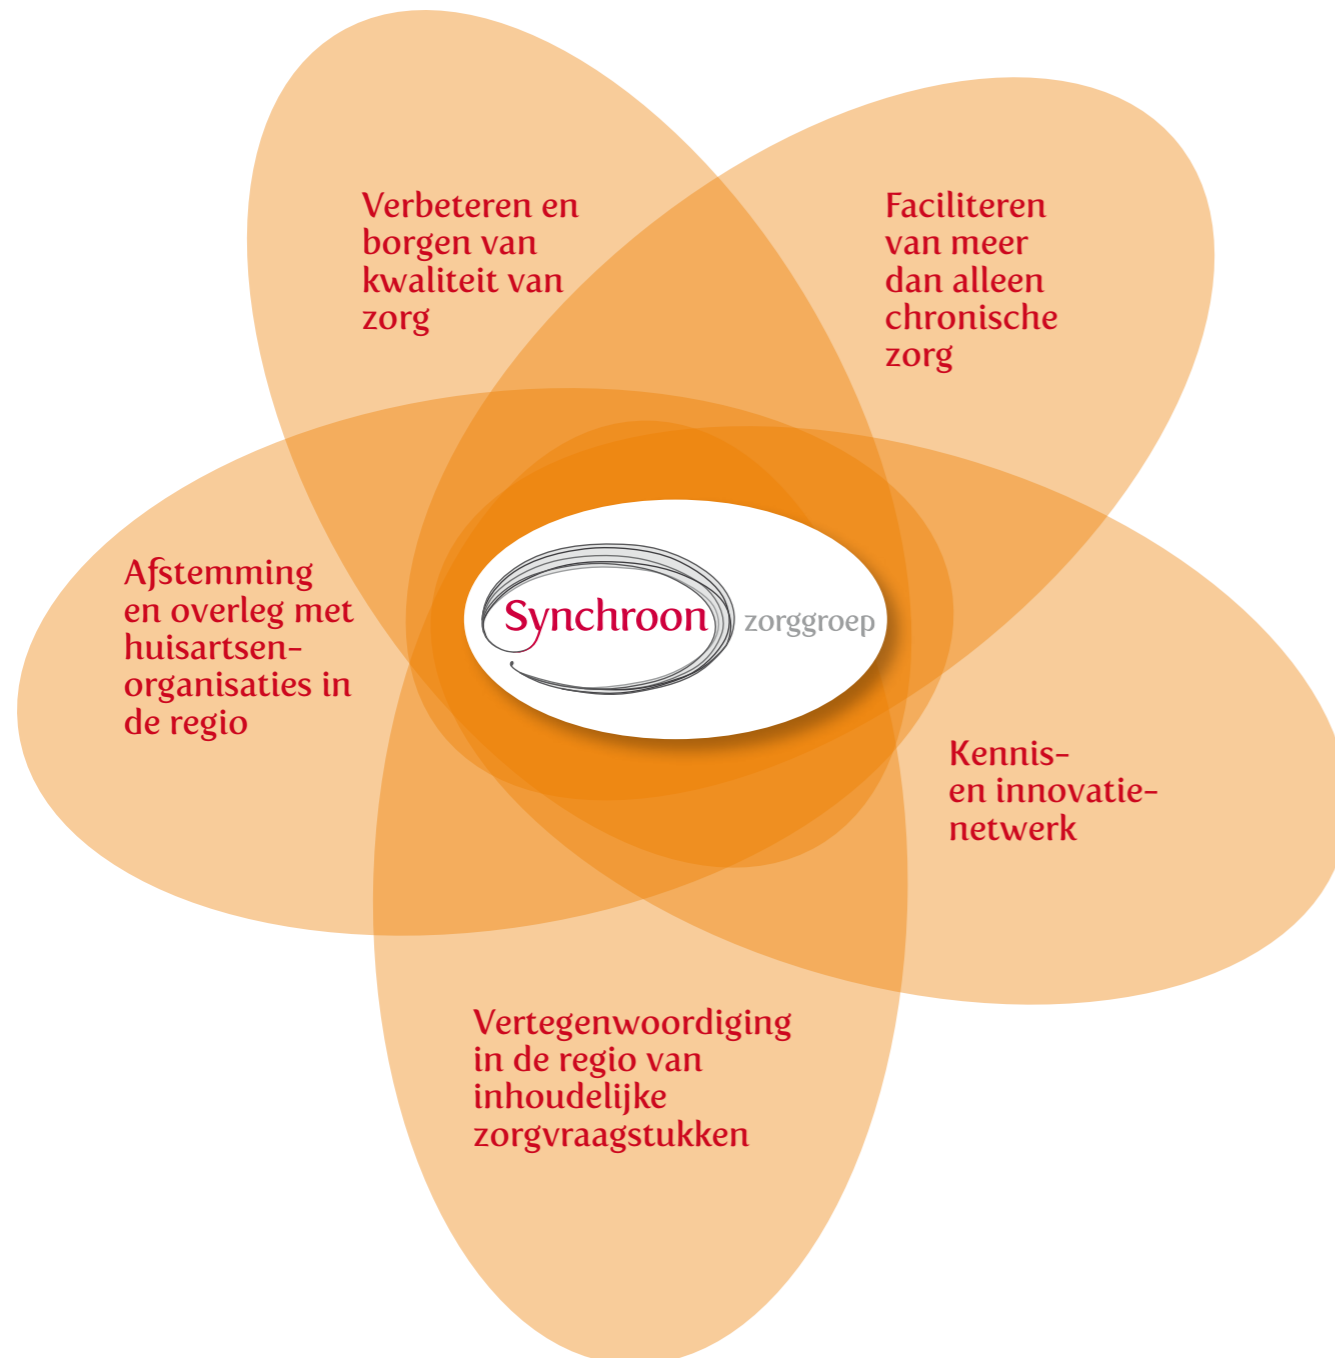 Verbeteren en
borgen van
kwaliteit van
zorg
Faciliteren
van meer
dan alleen
chronische
zorg
Afstemming
en overleg met
huisartsen-
organisaties in
de regio
Synchroon zorggroep
Kennis-
en innovatie-
netwerk
Vertegenwoordiging
in de regio van
inhoudelijke
zorgvraagstukken